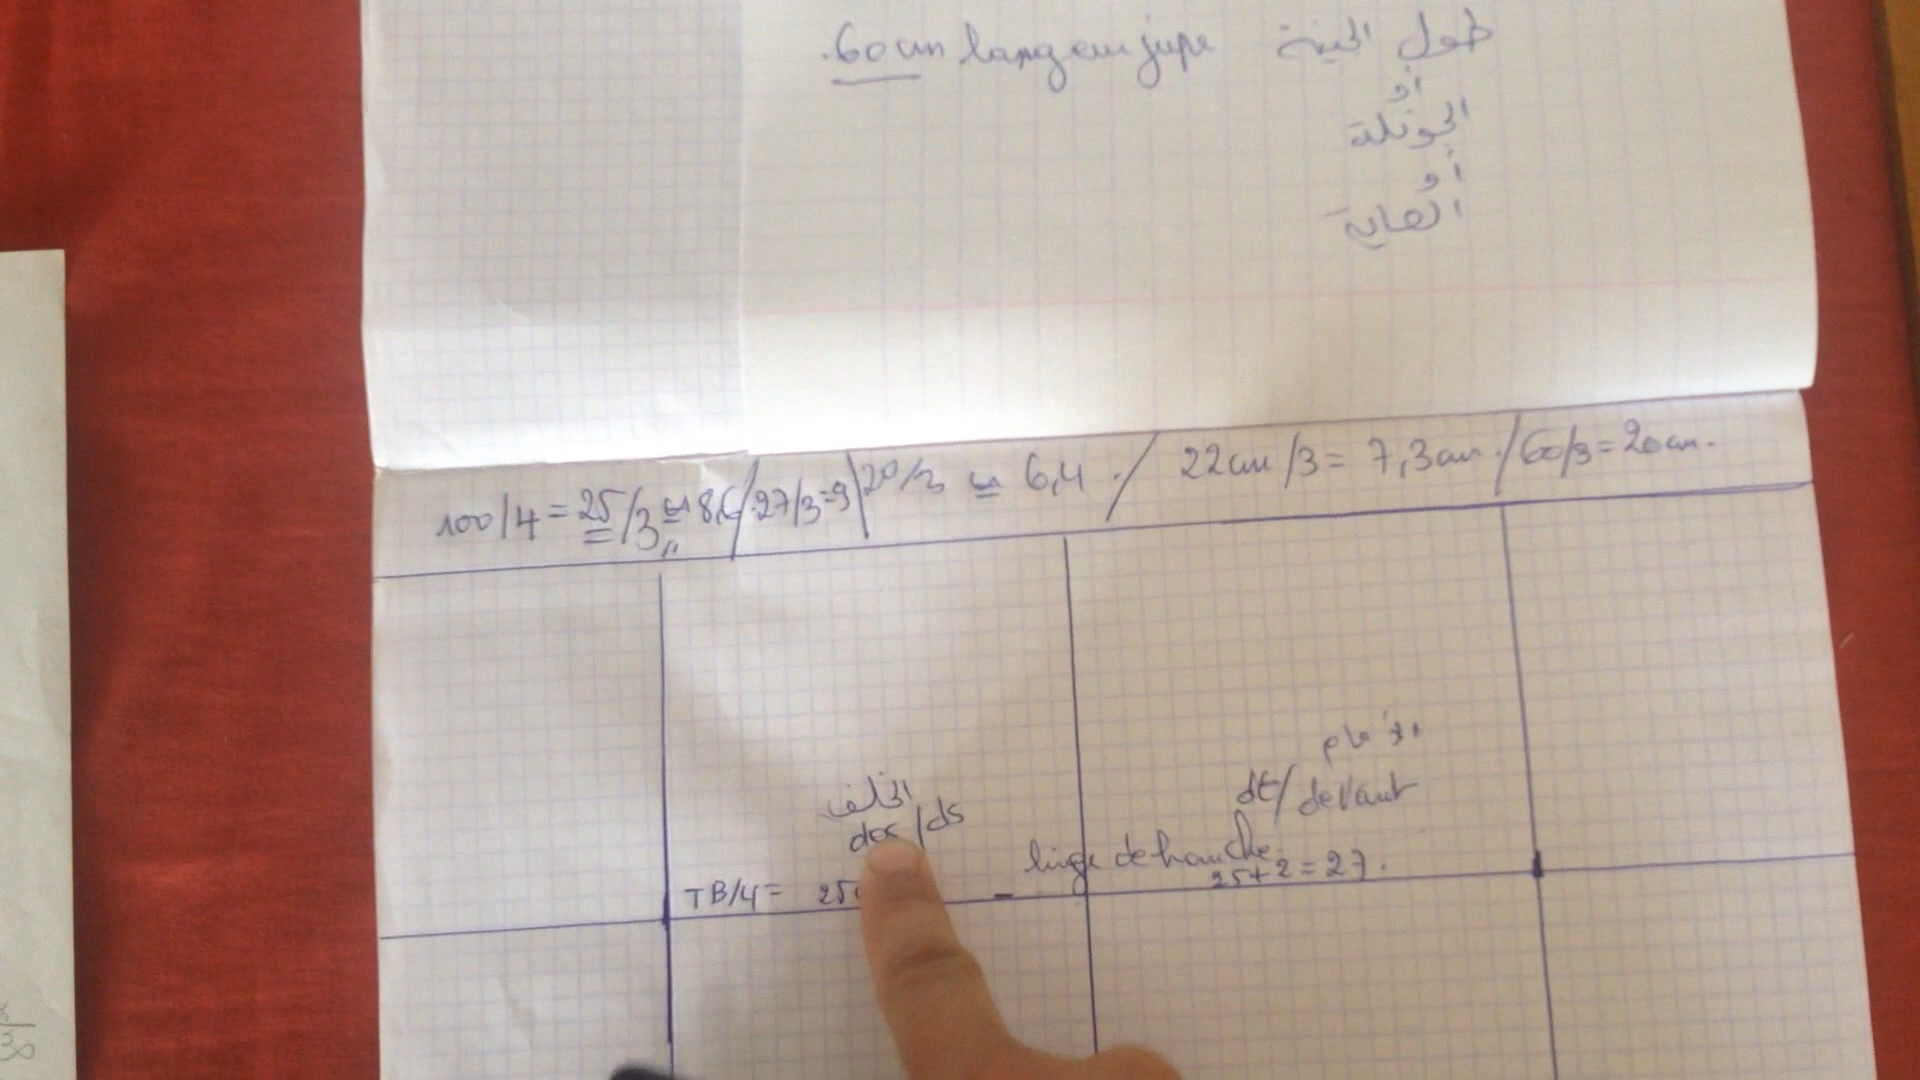 .60 cm longeur jupe طول الجيبة
أو
الجونلة
أو
100/4 = 25/3 ≃ 8,6/.27/3=9/20/3 ≃ 6,4 ./ 22cm/3= 7,3cm./60/3=20cm.
الخلف
dos/ds
الأمام
dt/devant
ligne de hanche
TB/4= 25
25+2=27.